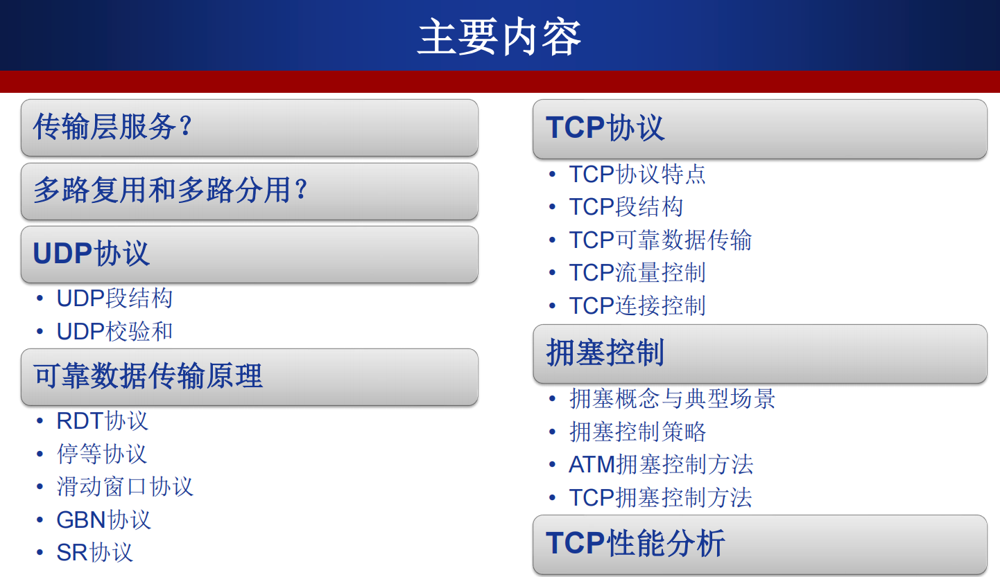 主要内容
传输层服务?
多路复用和多路分用?
UDP协议
• UDP段结构
• UDP校验和
可靠数据传输原理
• RDT协议
• 停等协议
• 滑动窗口协议
• GBN协议
• SR协议
TCP协议
• TCP协议特点
• TCP段结构
• TCP可靠数据传输
• TCP流量控制
• TCP连接控制
拥塞控制
• 拥塞概念与典型场景
• 拥塞控制策略
• ATM拥塞控制方法
• TCP拥塞控制方法
TCP性能分析